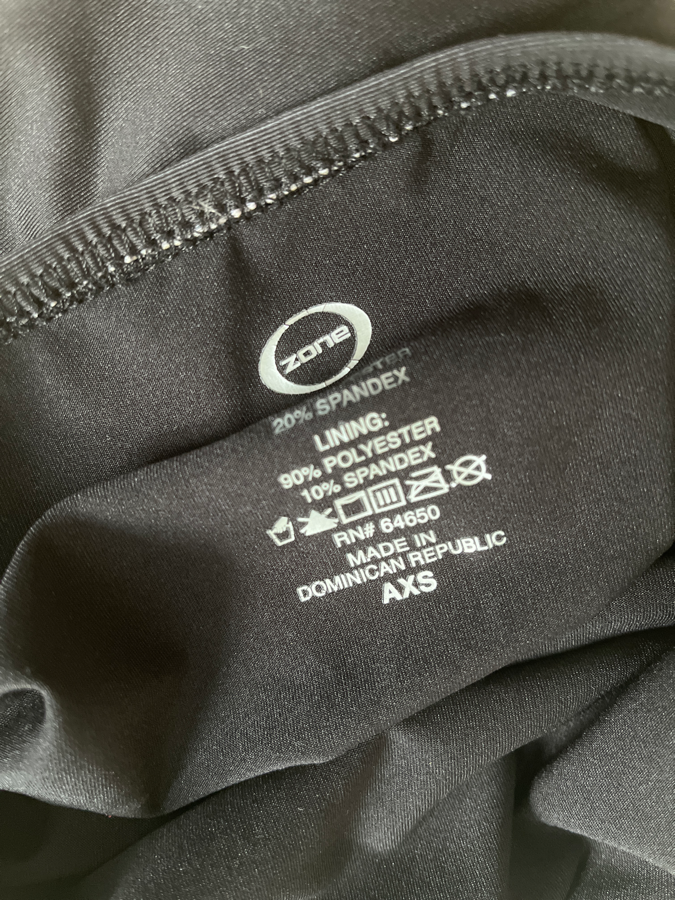 zone
20% SPANDEX
LINING:
90% POLYESTER
10% SPANDEX
RN# 64650
MADE IN
DOMINICAN REPUBLIC
AXS